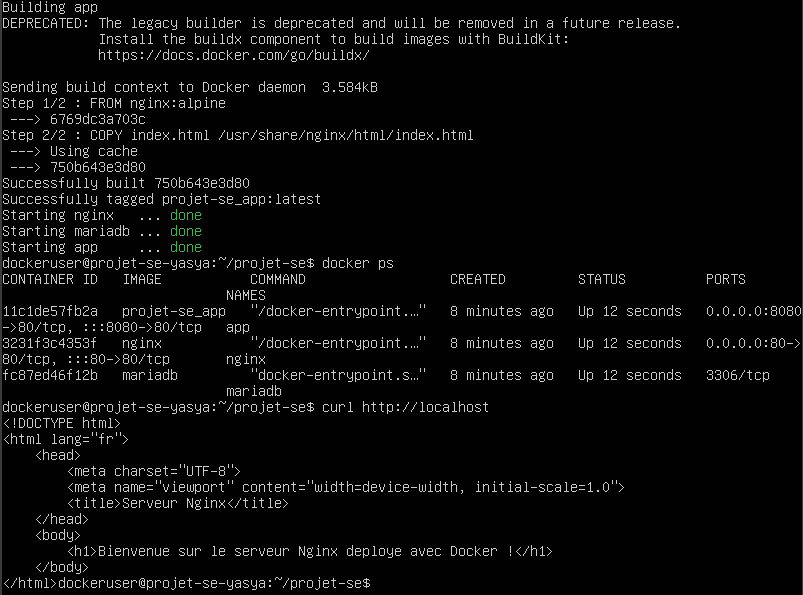 Building app
DEPRECATED: The legacy builder is deprecated and will be removed in a future release.
            Install the buildx component to build images with BuildKit:
            https://docs.docker.com/go/buildx/

Sending build context to Docker daemon  3.584kB
Step 1/2 : FROM nginx:alpine
 ---> 6769dc3a703c
Step 2/2 : COPY index.html /usr/share/nginx/html/index.html
 ---> Using cache
 ---> 750b643e3d80
Successfully built 750b643e3d80
Successfully tagged projet-se_app:latest
Starting nginx   ... done
Starting mariadb ... done
Starting app     ... done
dockeruser@projet-se-yasya:~/projet-se$ docker ps
CONTAINER ID   IMAGE           COMMAND                  CREATED         STATUS          PORTS
                            NAMES
11c1de57fb2a   projet-se_app   "/docker-entrypoint.…"   8 minutes ago   Up 12 seconds   0.0.0.0:8080
->80/tcp, :::8080->80/tcp   app
3231f3c4353f   nginx           "/docker-entrypoint.…"   8 minutes ago   Up 12 seconds   0.0.0.0:80->
80/tcp, :::80->80/tcp       nginx
fc87ed46f12b   mariadb         "docker-entrypoint.s…"   8 minutes ago   Up 12 seconds   3306/tcp
                            mariadb
dockeruser@projet-se-yasya:~/projet-se$ curl http://localhost
<!DOCTYPE html>
<html lang="fr">
    <head>
        <meta charset="UTF-8">
        <meta name="viewport" content="width=device-width, initial-scale=1.0">
        <title>Serveur Nginx</title>
    </head>
    <body>
        <h1>Bienvenue sur le serveur Nginx deploye avec Docker !</h1>
    </body>
</html>dockeruser@projet-se-yasya:~/projet-se$